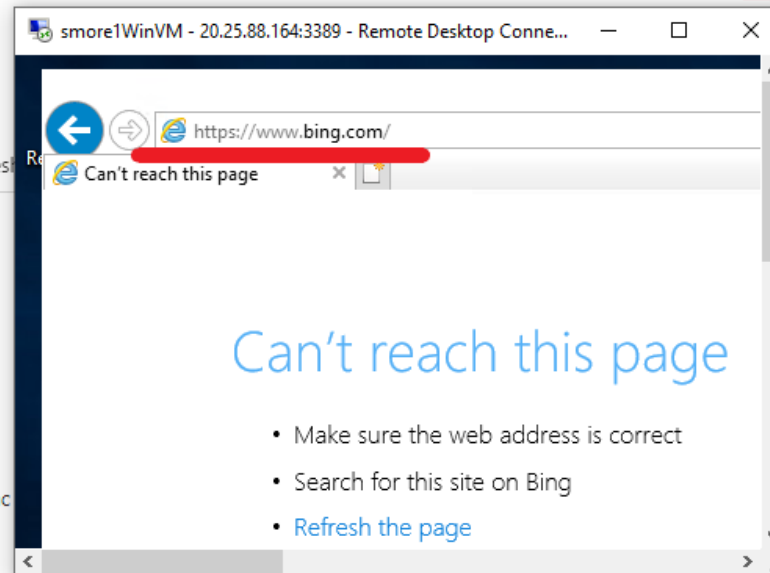 smore1WinVM - 20.25.88.164:3389 - Remote Desktop Conne...
https://www.bing.com/
Can't reach this page
Can't reach this page
• Make sure the web address is correct
• Search for this site on Bing
• Refresh the page